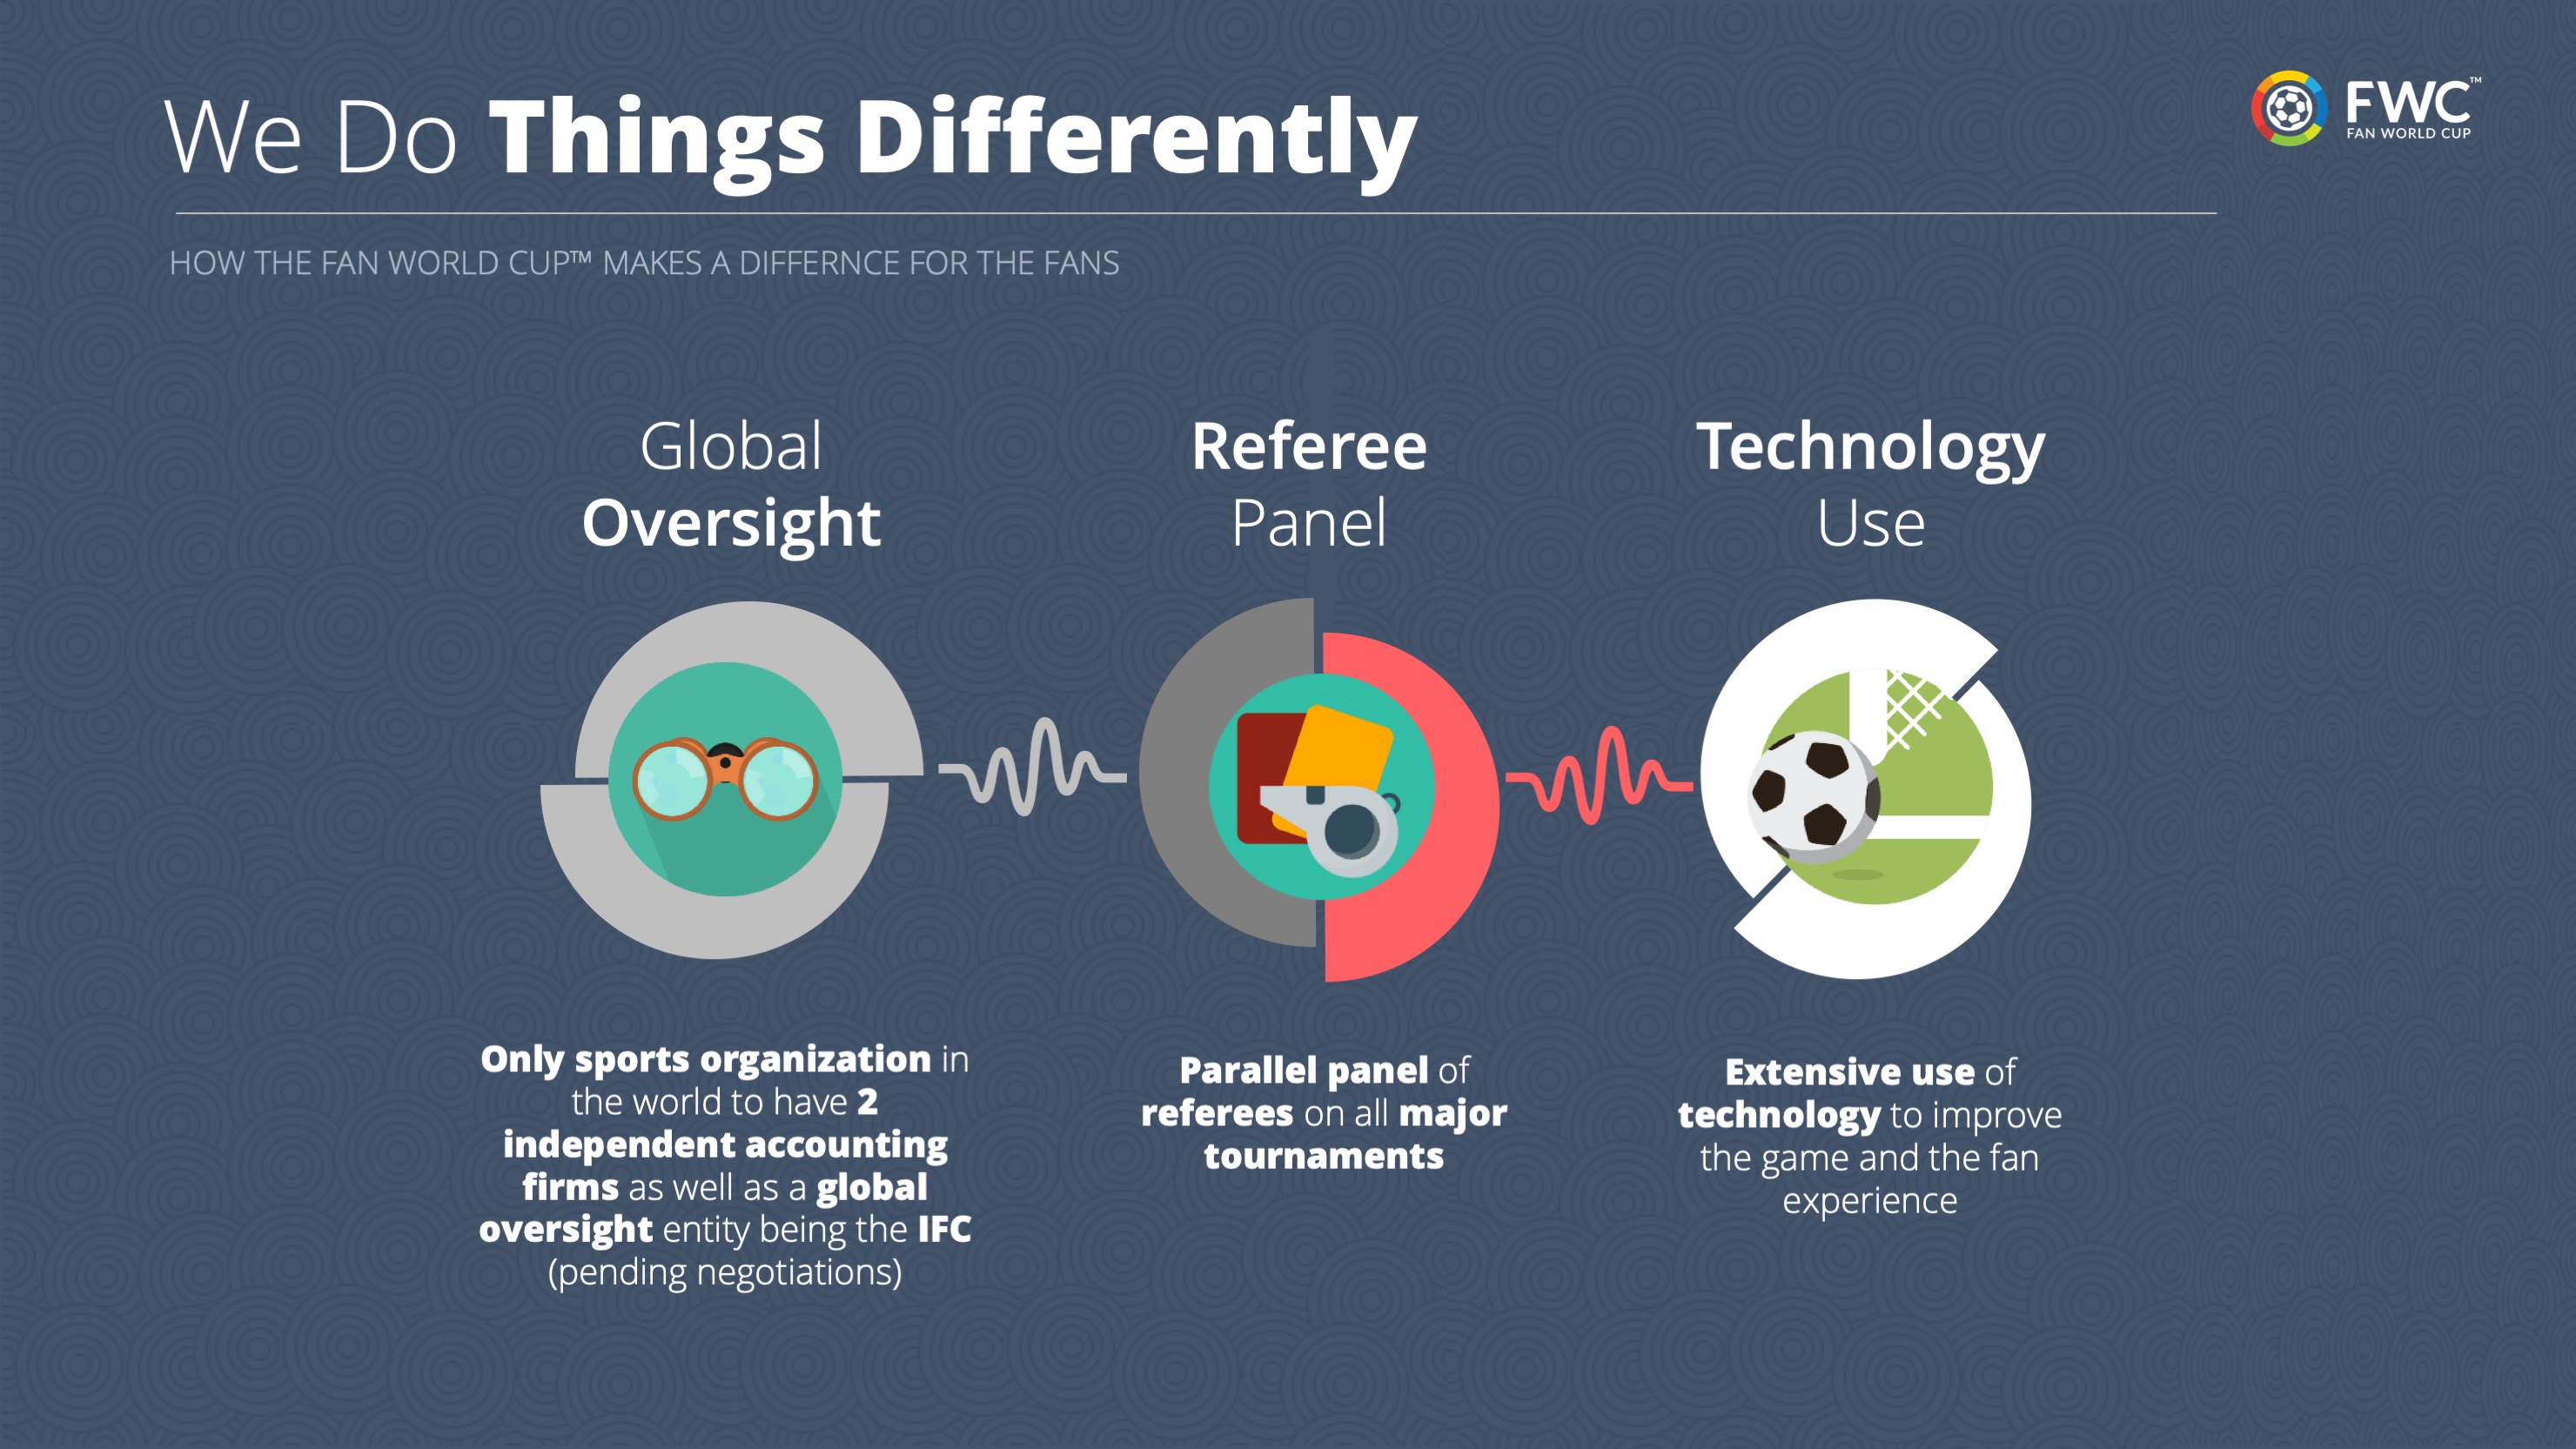 We Do Things Differently
FWC™
FAN WORLD CUP
HOW THE FAN WORLD CUP™ MAKES A DIFFERNCE FOR THE FANS
Global
Oversight
Referee
Panel
Technology
Use
Only sports organization in
the world to have 2
independent accounting
firms as well as a global
oversight entity being the IFC
(pending negotiations)
Parallel panel of
referees on all major
tournaments
Extensive use of
technology to improve
the game and the fan
experience